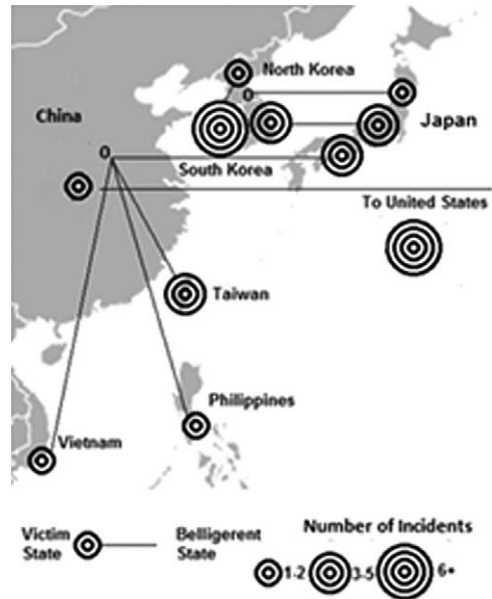 North Korea
China
0
Japan
0
South Korea
To United States
Taiwan
Philippines
Vietnam
Victim State
Belligerent State
Number of Incidents
1-2
3-5
6+